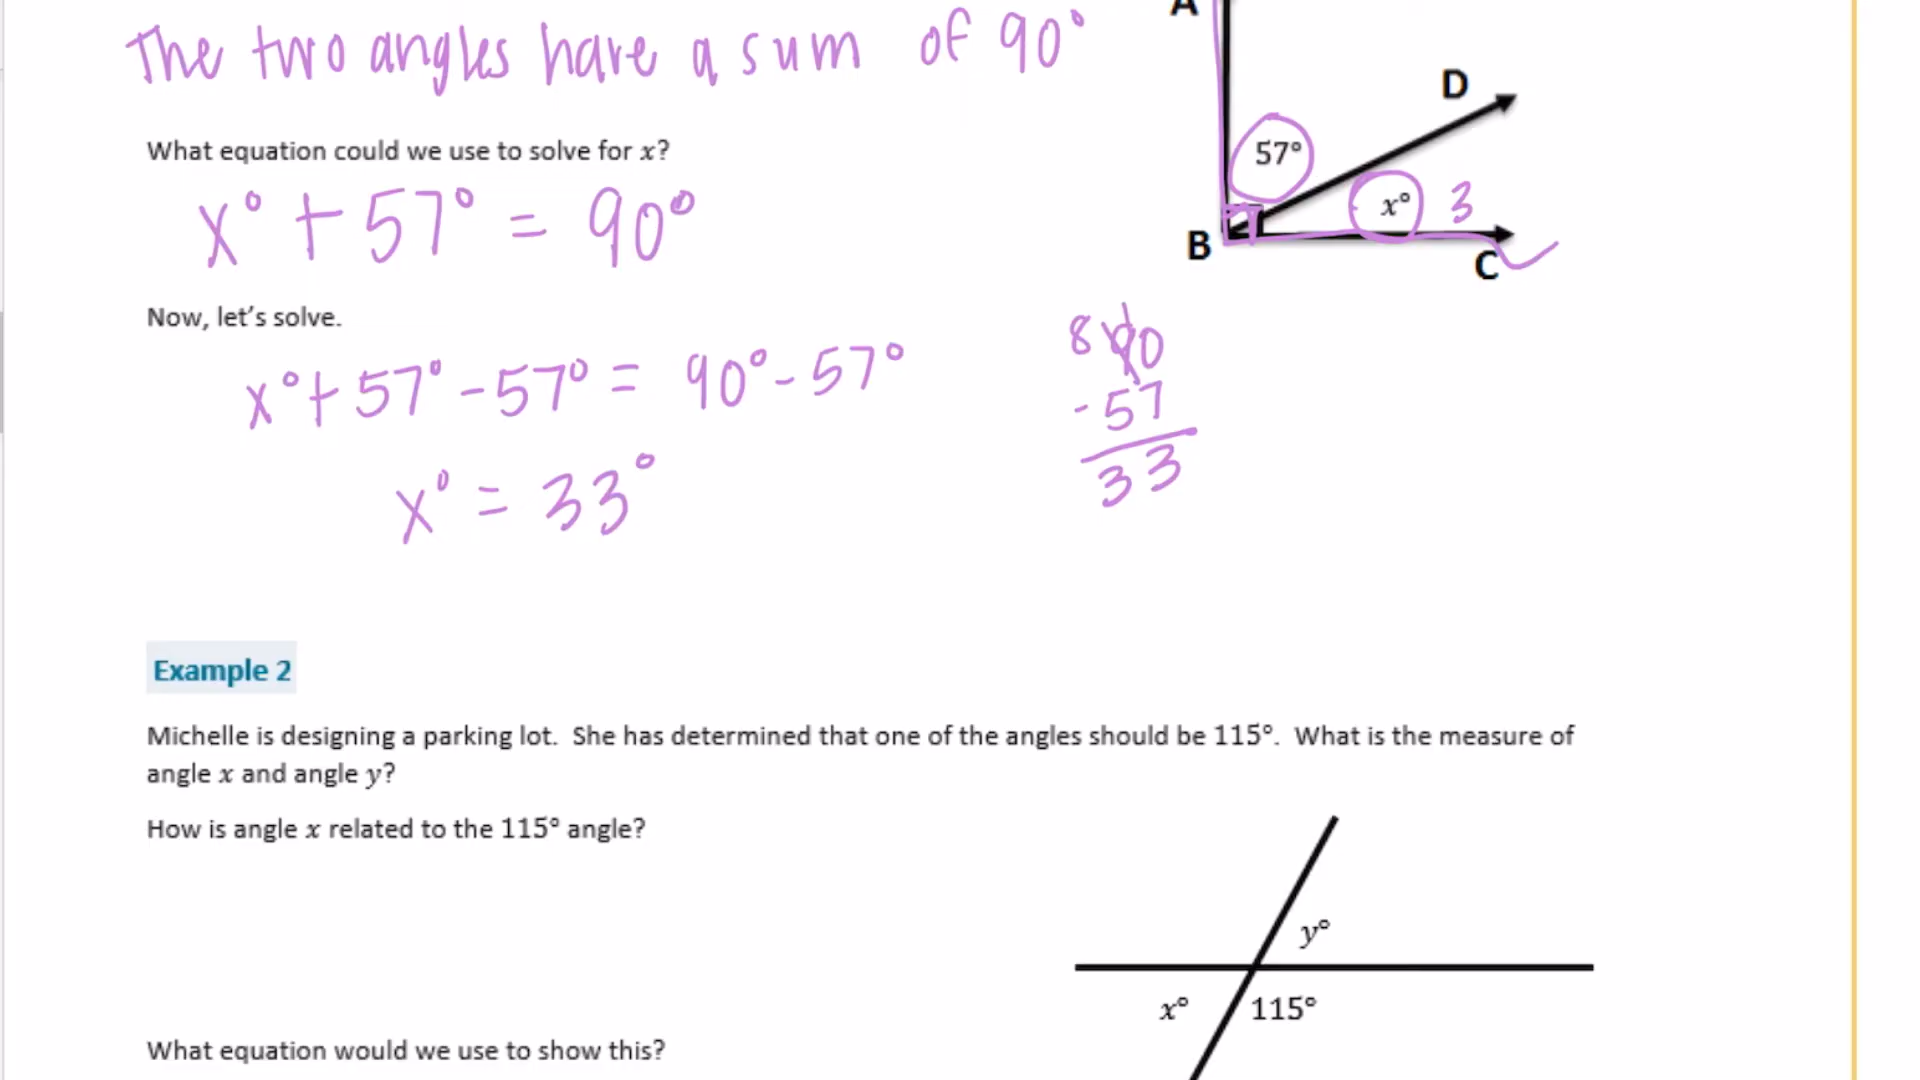 The two angles have a sum of 90°
A
D
57°
x° 3
B
C
What equation could we use to solve for x?
x° + 57° = 90°
Now, let's solve.
x° + 57° - 57° = 90° - 57°
x° = 33°
8 90
- 57
33
Example 2
Michelle is designing a parking lot. She has determined that one of the angles should be 115°. What is the measure of
angle x and angle y?
How is angle x related to the 115° angle?
y°
x° 115°
What equation would we use to show this?